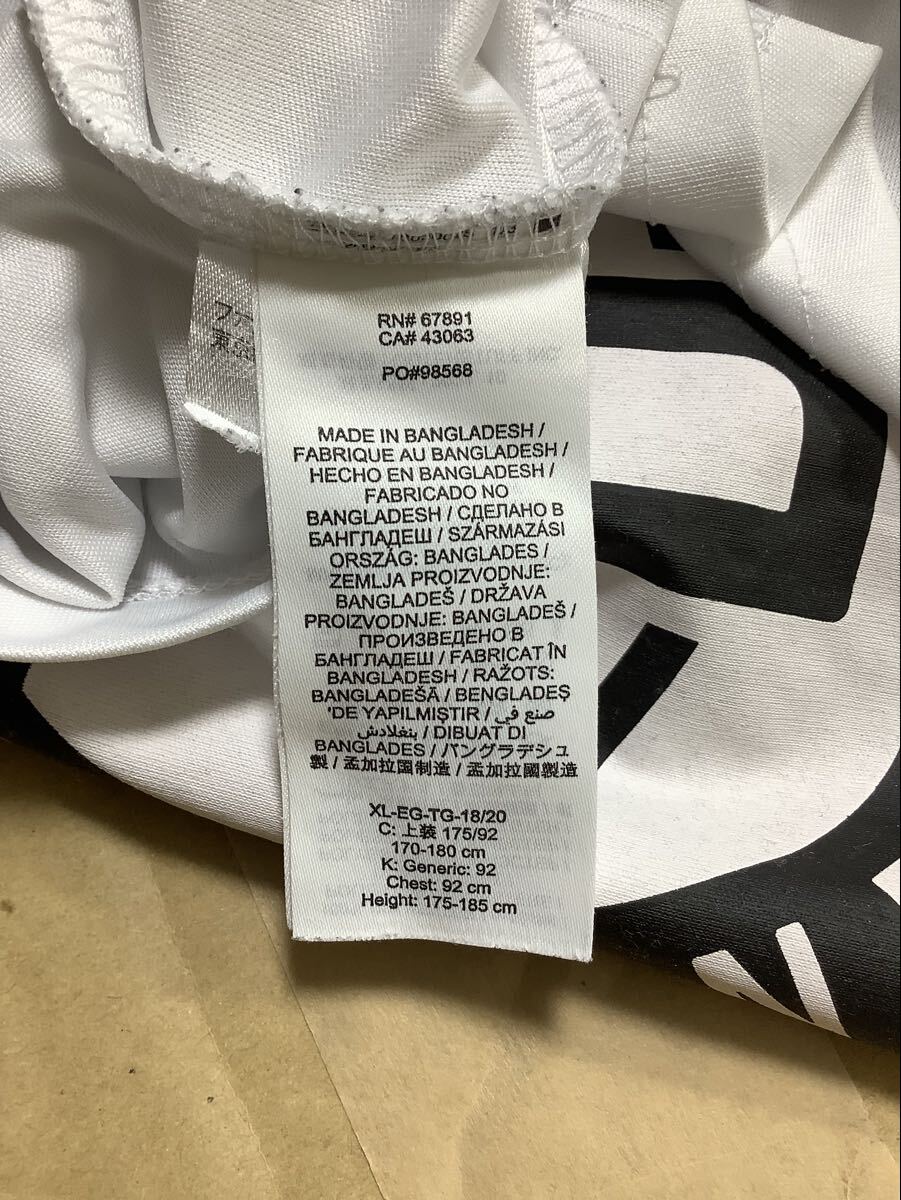 ファ
東京
RN# 67891
CA# 43063
PO#98568
MADE IN BANGLADESH /
FABRIQUE AU BANGLADESH /
HECHO EN BANGLADESH /
FABRICADO NO
BANGLADESH / СДЕЛАНО В
БАНГЛАДЕШ / SZÁRMAZÁSI
ORSZÁG: BANGLADES /
ZEMLJA PROIZVODNJE:
BANGLADEŠ / DRŽAVA
PROIZVODNJE: BANGLADEŠ /
ПРОИЗВЕДЕНО В
БАНГЛАДЕШ / FABRICAT ÎN
BANGLADESH / RAŽOTS:
BANGLADEŠĀ / BENGLADEŞ
'DE YAPILMIŞTIR / صنع في
بنغلادش / DIBUAT DI
BANGLADES / バングラデシュ
製 / 孟加拉国制造 / 孟加拉國製造
XL-EG-TG-18/20
C: 上装 175/92
170-180 cm
K: Generic: 92
Chest: 92 cm
Height: 175-185 cm